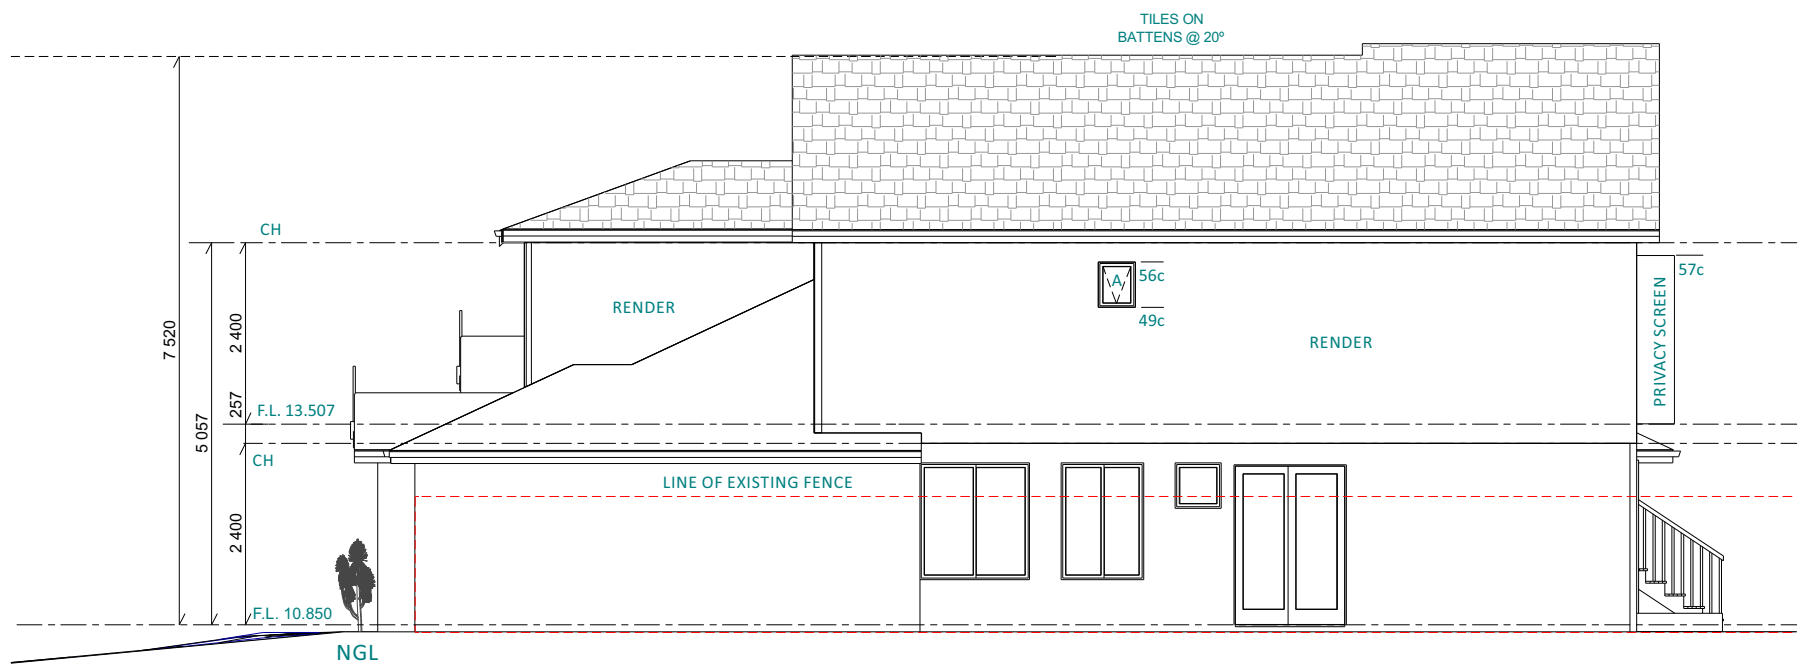 TILES ON
BATTENS @ 20º
CH
A
56c
57c
49c
RENDER
RENDER
PRIVACY SCREEN
7 520
2 400
257
5 057
F.L. 13.507
CH
LINE OF EXISTING FENCE
2 400
F.L. 10.850
NGL